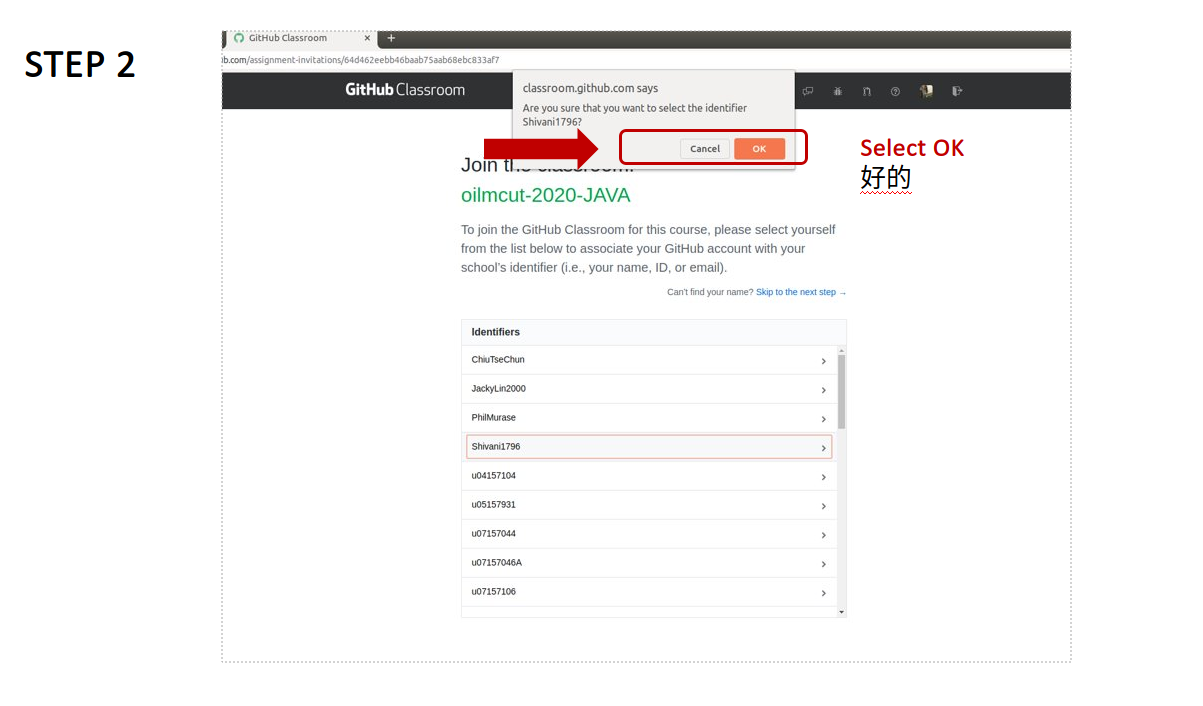 STEP 2
GitHub Classroom
b.com/assignment-invitations/64d462eebb46baab75aab68ebc833af7
GitHub Classroom
classroom.github.com says
Are you sure that you want to select the identifier
Shivani1796?
Cancel
OK
Select OK
好的
Join the classroom:
oilmcut-2020-JAVA
To join the GitHub Classroom for this course, please select yourself
from the list below to associate your GitHub account with your
school's identifier (i.e., your name, ID, or email).
Can't find your name? Skip to the next step →
Identifiers
ChiuTseChun
JackyLin2000
PhilMurase
Shivani1796
u04157104
u05157931
u07157044
u07157046A
u07157106